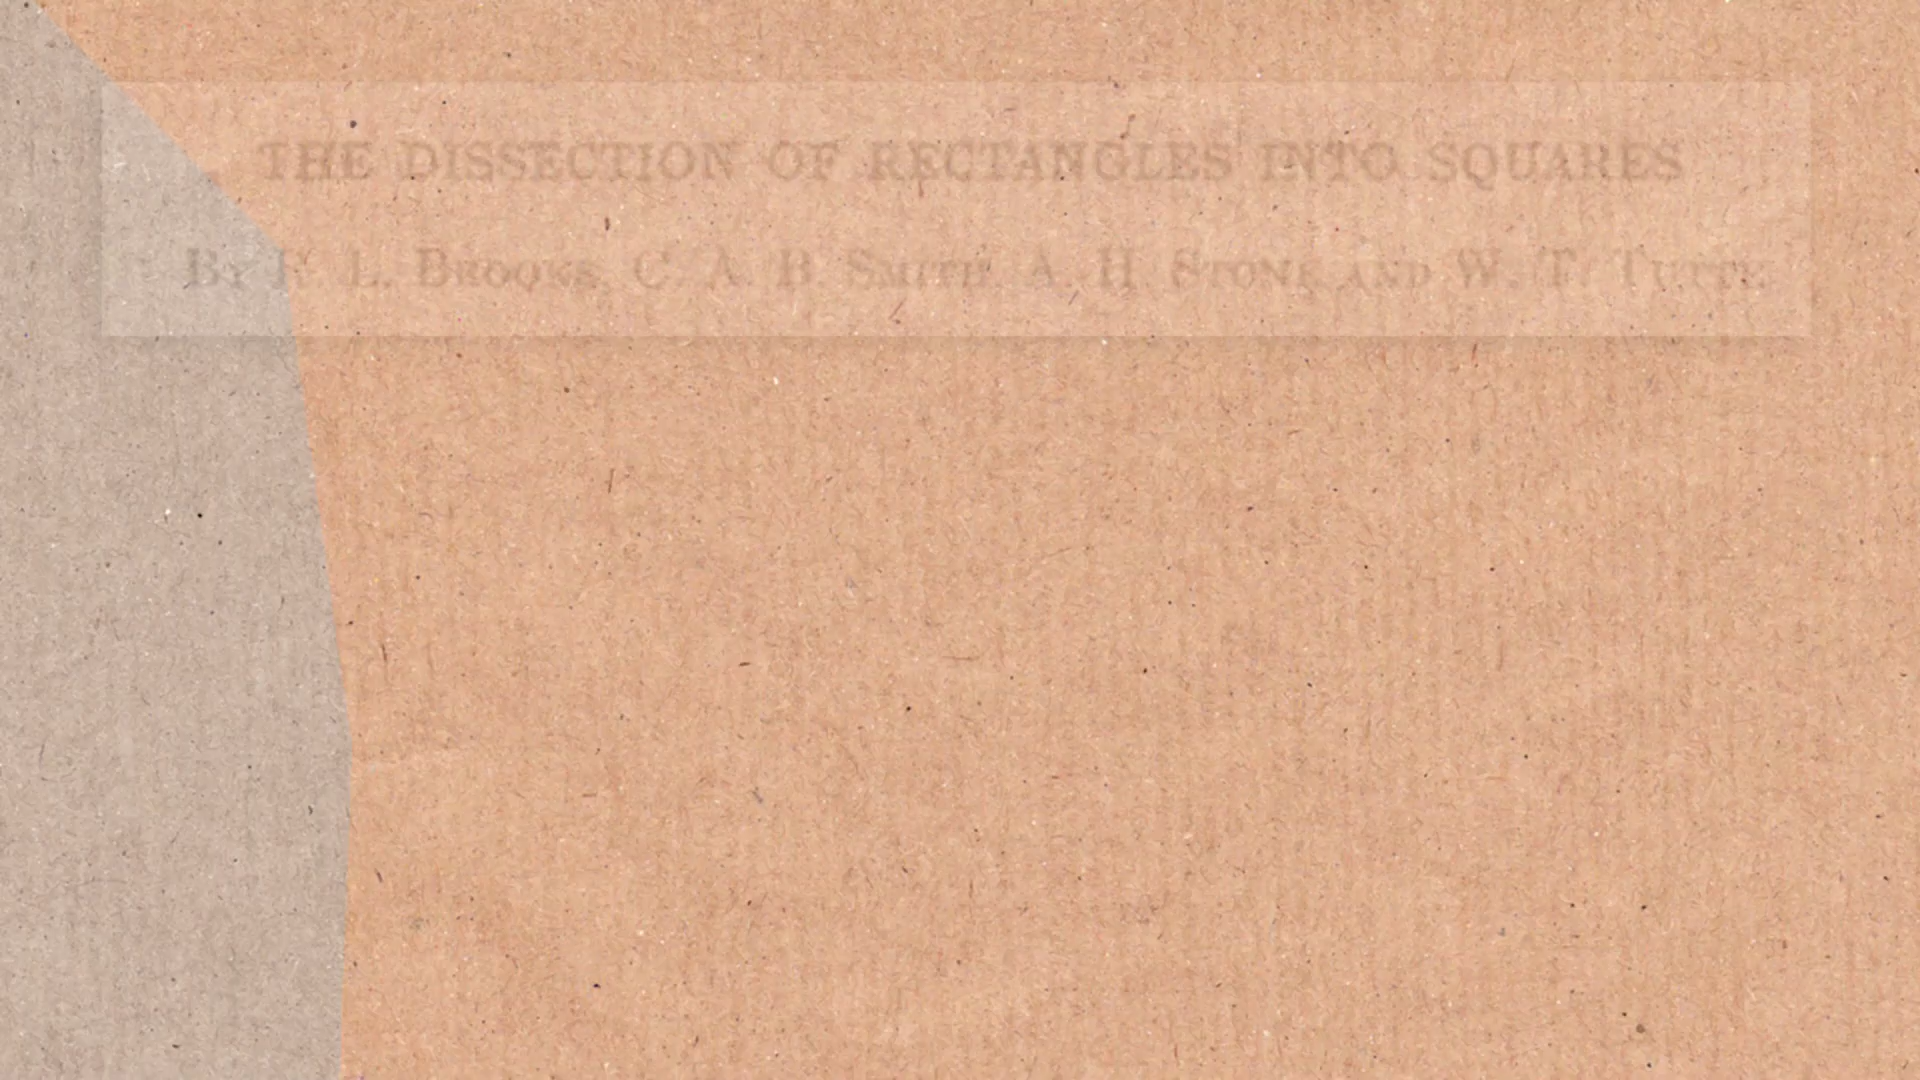 THE DISSECTION OF RECTANGLES INTO SQUARES
By R. L. Brooks, C. A. B. Smith, A. H. Stone and W. T. Tutte.